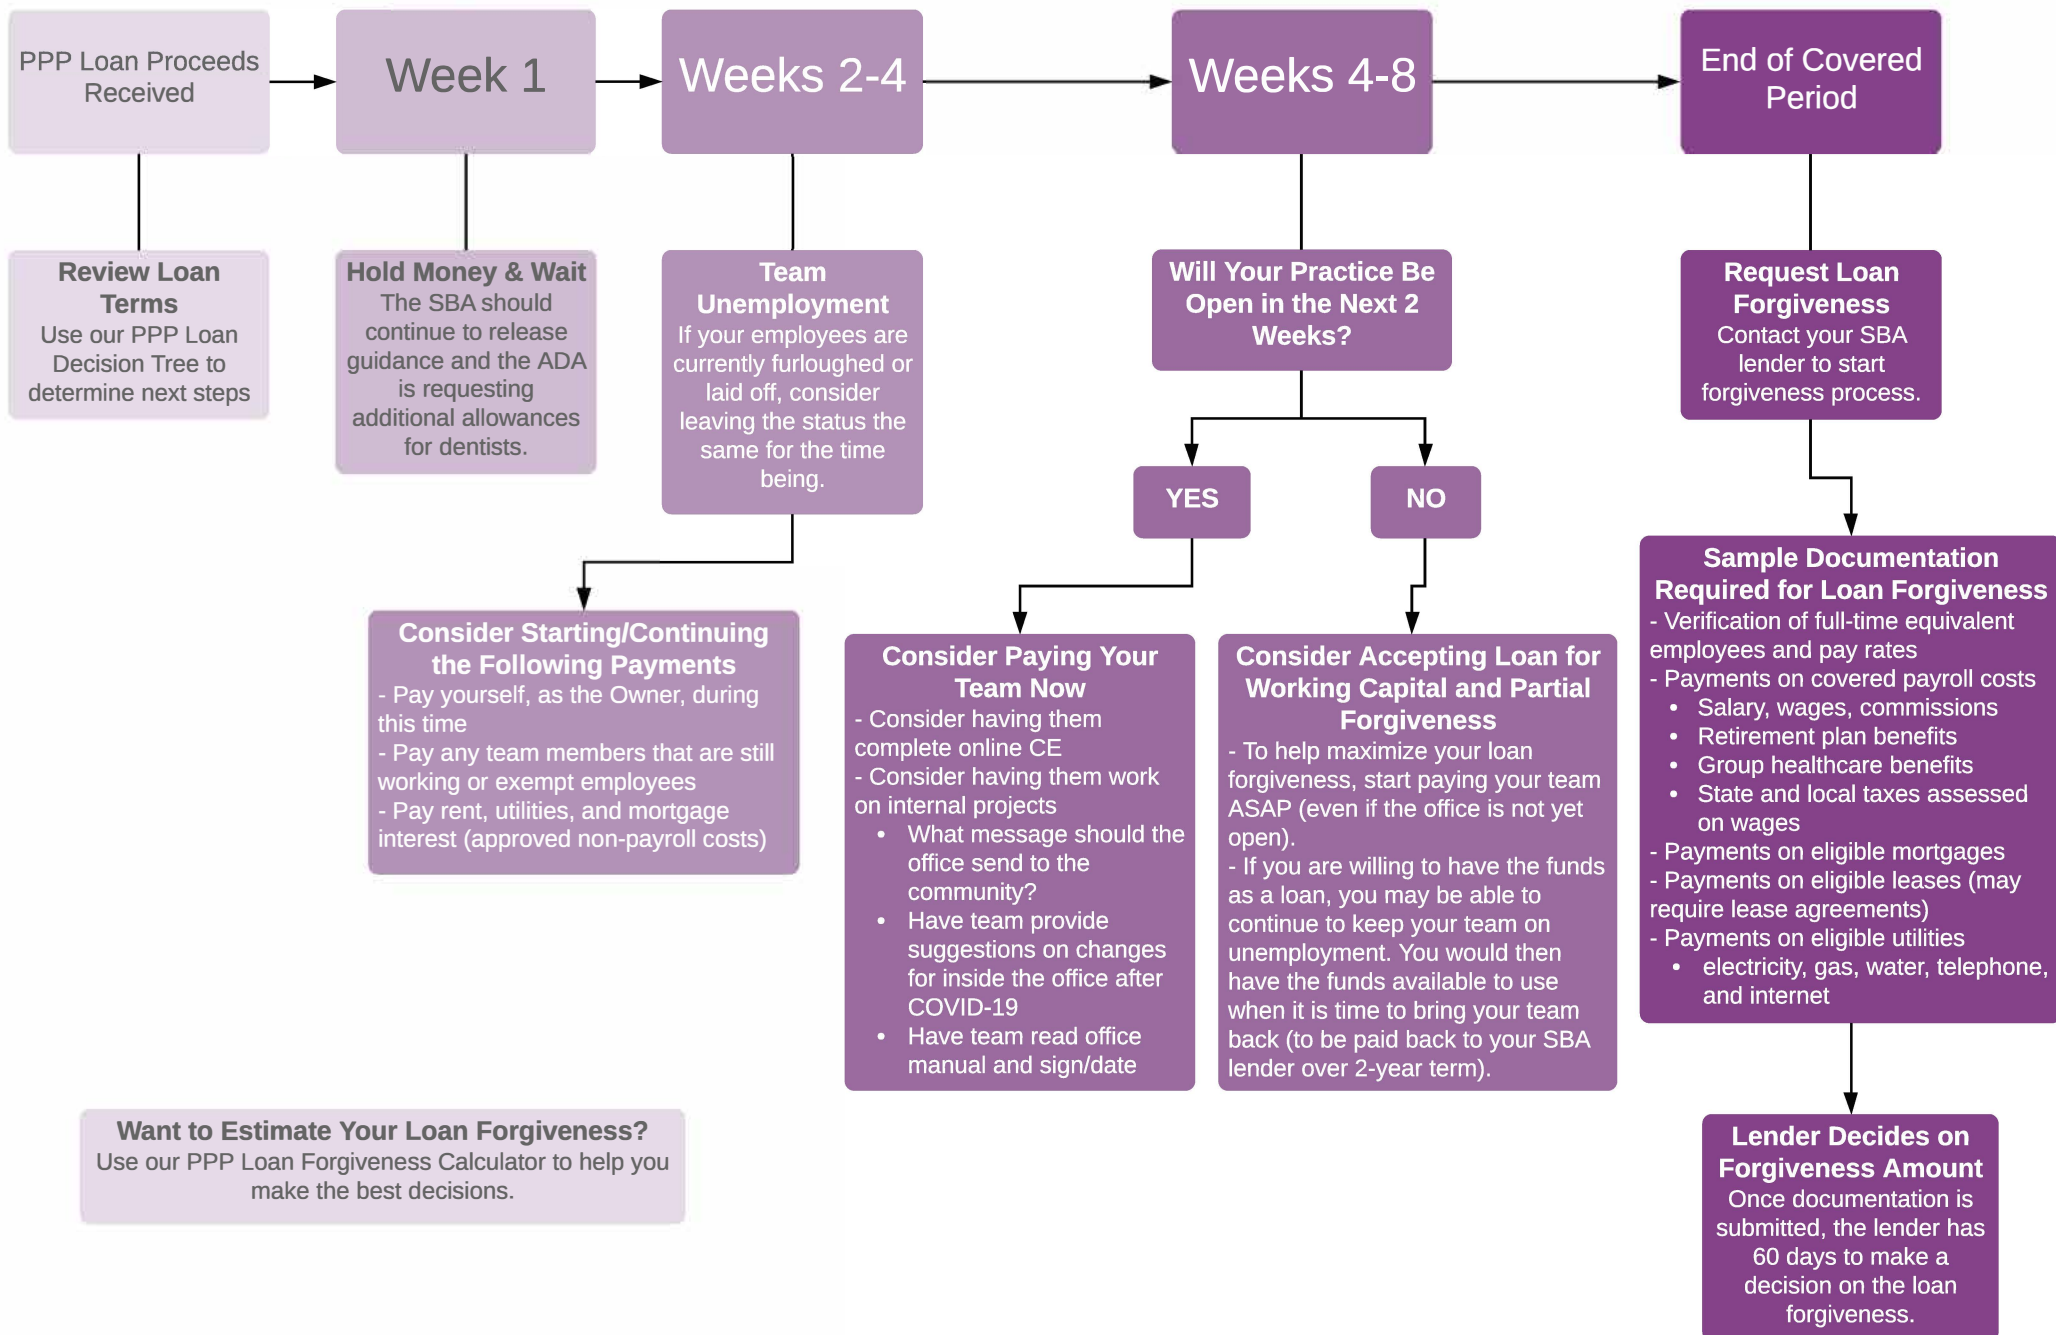 PPP Loan Proceeds
Received
Week 1
Weeks 2-4
Weeks 4-8
End of Covered
Period
Review Loan
Terms
Use our PPP Loan
Decision Tree to
determine next steps
Hold Money & Wait
The SBA should
continue to release
guidance and the ADA
is requesting
additional allowances
for dentists.
Team
Unemployment
If your employees are
currently furloughed or
laid off, consider
leaving the status the
same for the time
being.
Will Your Practice Be
Open in the Next 2
Weeks?
Request Loan
Forgiveness
Contact your SBA
lender to start
forgiveness process.
YES
NO
Consider Starting/Continuing
the Following Payments
- Pay yourself, as the Owner, during
this time
- Pay any team members that are still
working or exempt employees
- Pay rent, utilities, and mortgage
interest (approved non-payroll costs)
Consider Paying Your
Team Now
- Consider having them
complete online CE
- Consider having them work
on internal projects
• What message should the
office send to the
community?
• Have team provide
suggestions on changes
for inside the office after
COVID-19
• Have team read office
manual and sign/date
Consider Accepting Loan for
Working Capital and Partial
Forgiveness
- To help maximize your loan
forgiveness, start paying your team
ASAP (even if the office is not yet
open).
- If you are willing to have the funds
as a loan, you may be able to
continue to keep your team on
unemployment. You would then
have the funds available to use
when it is time to bring your team
back (to be paid back to your SBA
lender over 2-year term).
Sample Documentation
Required for Loan Forgiveness
- Verification of full-time equivalent
employees and pay rates
- Payments on covered payroll costs
• Salary, wages, commissions
• Retirement plan benefits
• Group healthcare benefits
• State and local taxes assessed
on wages
- Payments on eligible mortgages
- Payments on eligible leases (may
require lease agreements)
- Payments on eligible utilities
• electricity, gas, water, telephone,
and internet
Want to Estimate Your Loan Forgiveness?
Use our PPP Loan Forgiveness Calculator to help you
make the best decisions.
Lender Decides on
Forgiveness Amount
Once documentation is
submitted, the lender has
60 days to make a
decision on the loan
forgiveness.